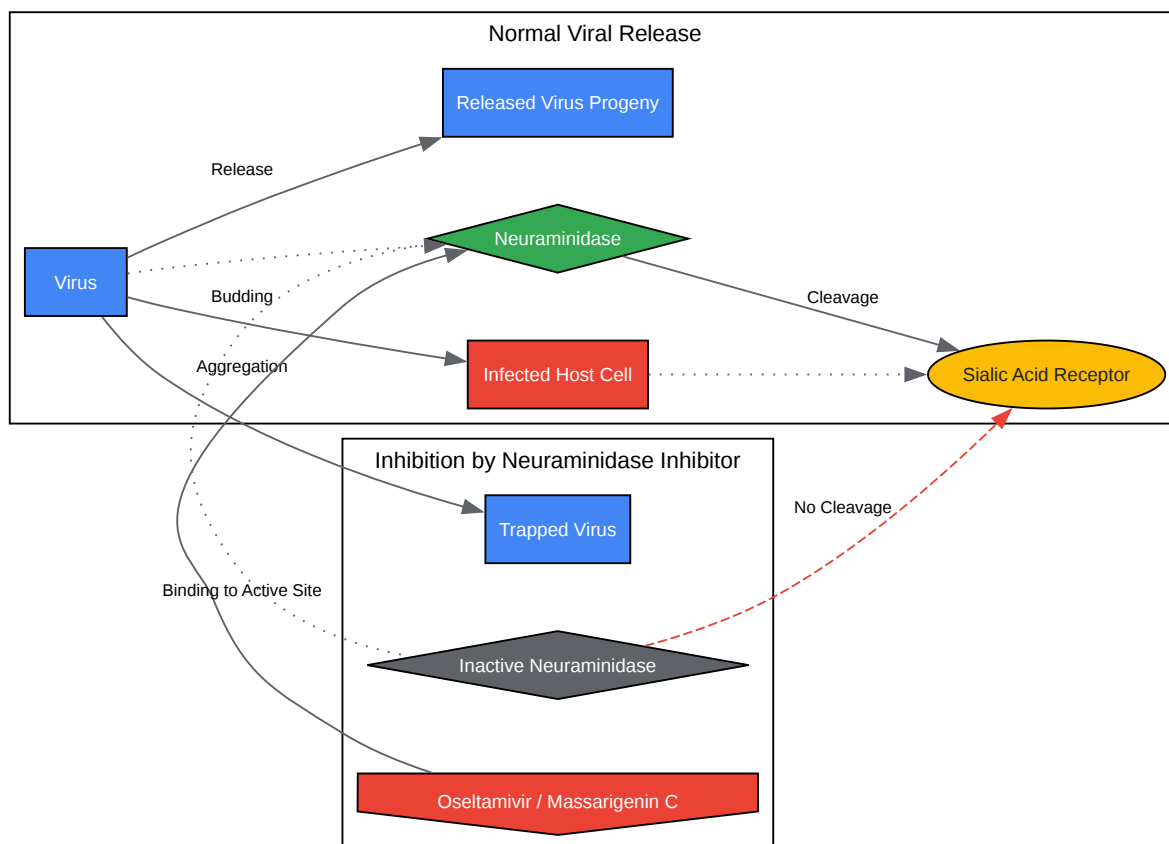 Normal Viral Release
Released Virus Progeny
Release
Neuraminidase
Virus
Budding
Cleavage
Aggregation
Infected Host Cell
Sialic Acid Receptor
Inhibition by Neuraminidase Inhibitor
Trapped Virus
No Cleavage
Binding to Active Site
Inactive Neuraminidase
Oseltamivir / Massarigenin C